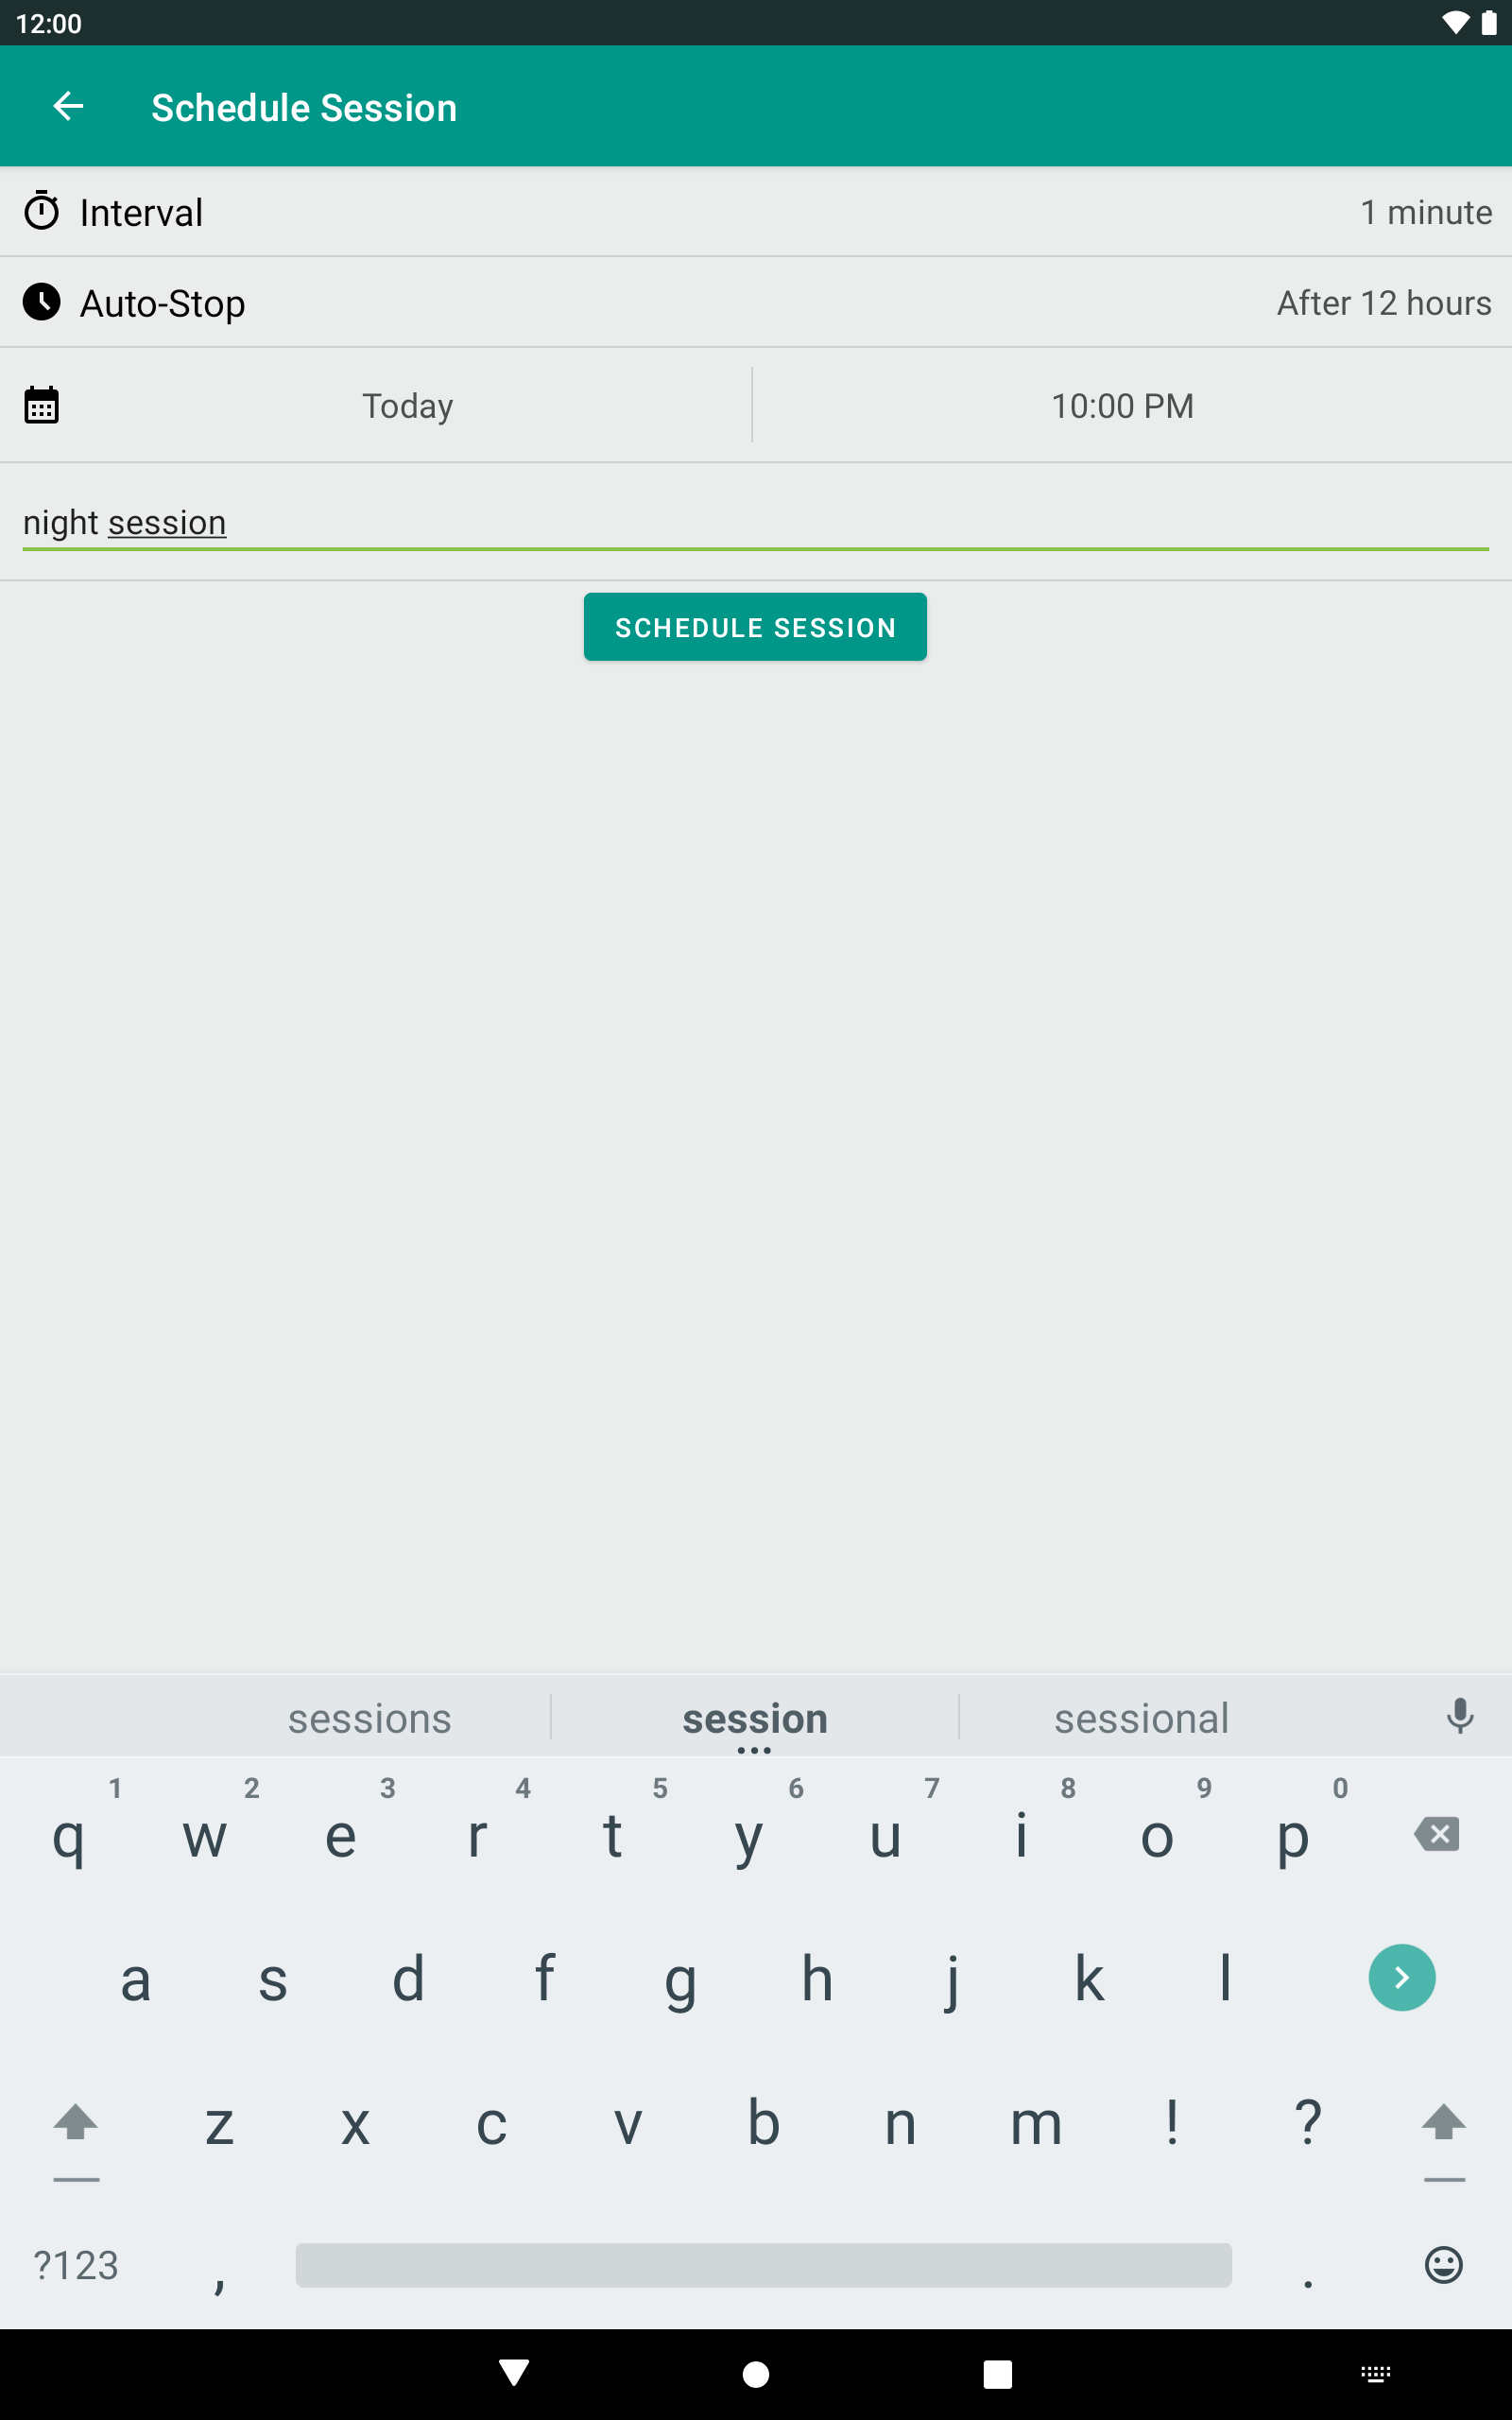 12:00
Schedule Session
Interval 1 minute
Auto-Stop After 12 hours
Today 10:00 PM
night session
SCHEDULE SESSION
sessions session sessional
1 2 3 4 5 6 7 8 9 0
q w e r t y u i o p
a s d f g h j k l
z x c v b n m ! ?
?123 , .